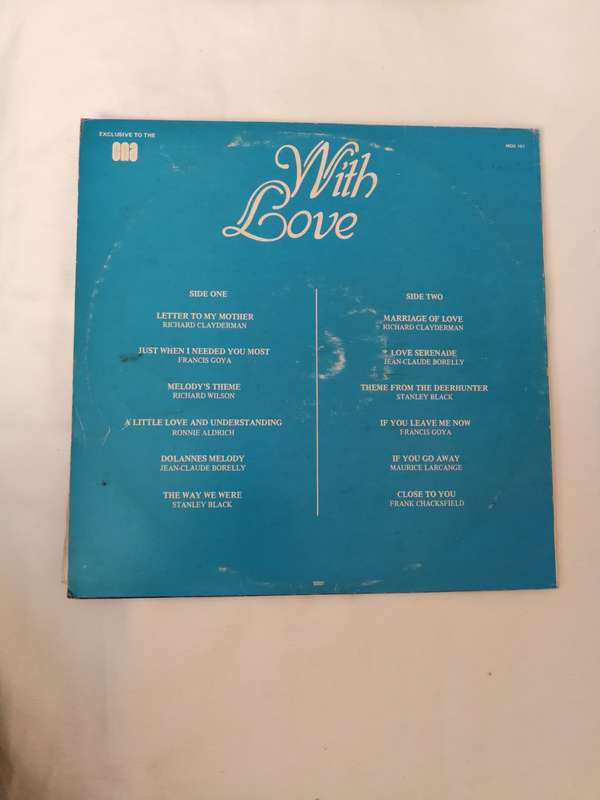 EXCLUSIVE TO THE
cna
With
Love
SIDE ONE
LETTER TO MY MOTHER
RICHARD CLAYDERMAN
JUST WHEN I NEEDED YOU MOST
FRANCIS GOYA
MELODY'S THEME
RICHARD WILSON
A LITTLE LOVE AND UNDERSTANDING
RONNIE ALDRICH
DOLANNES MELODY
JEAN-CLAUDE BORELLY
THE WAY WE WERE
STANLEY BLACK
SIDE TWO
MARRIAGE OF LOVE
RICHARD CLAYDERMAN
LOVE SERENADE
JEAN-CLAUDE BORELLY
THEME FROM THE DEERHUNTER
STANLEY BLACK
IF YOU LEAVE ME NOW
FRANCIS GOYA
IF YOU GO AWAY
MAURICE LARCANGE
CLOSE TO YOU
FRANK CHACKSFIELD